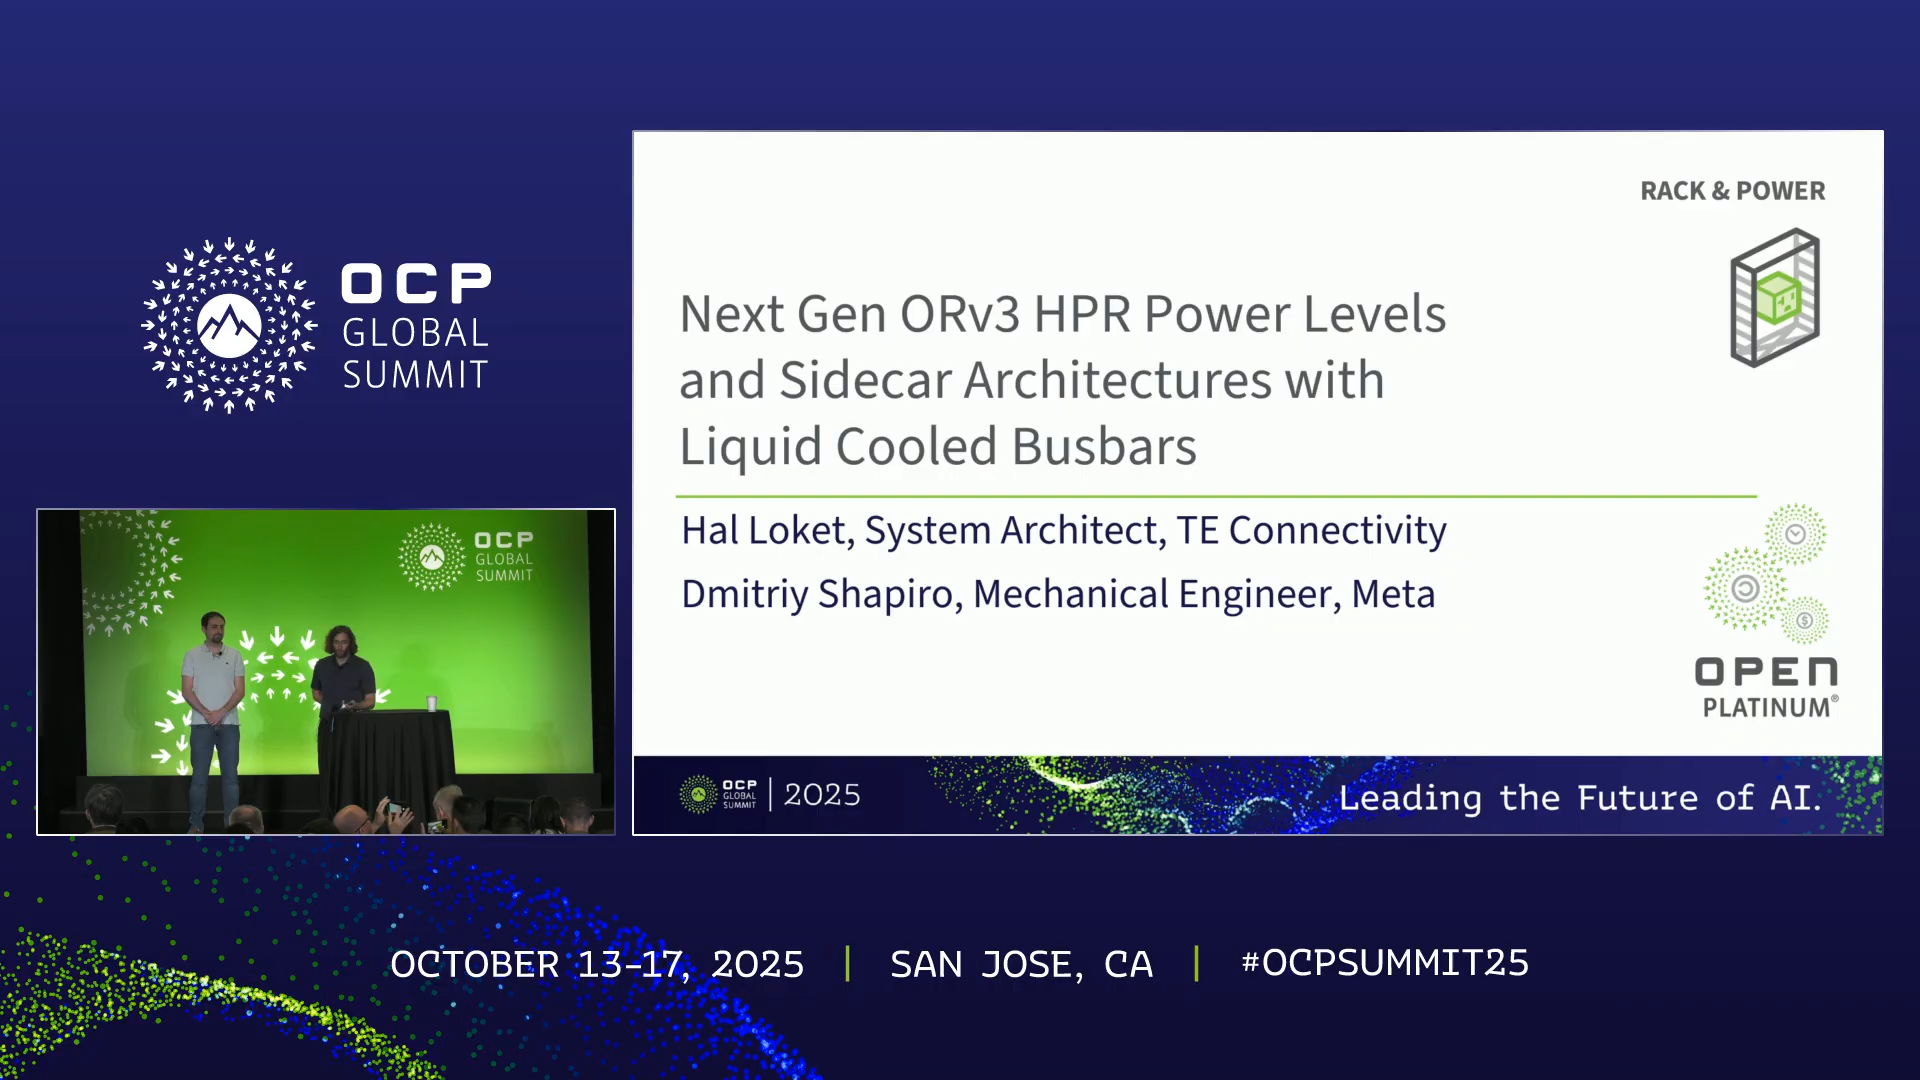 OCP
GLOBAL
SUMMIT
OCP
GLOBAL
SUMMIT
RACK & POWER
Next Gen ORv3 HPR Power Levels
and Sidecar Architectures with
Liquid Cooled Busbars
Hal Loket, System Architect, TE Connectivity
Dmitriy Shapiro, Mechanical Engineer, Meta
$
OPEN
PLATINUM®
OCP
GLOBAL
SUMMIT
2025
Leading the Future of AI.
OCTOBER 13-17, 2025 | SAN JOSE, CA | #OCPSUMMIT25